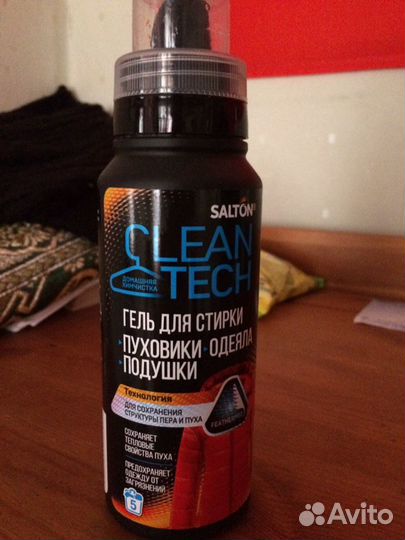 SALTON®
CLEAN
ДОМАШНЯЯ
ХИМЧИСТКА
TECH
ГЕЛЬ ДЛЯ СТИРКИ
ПУХОВИКИ · ОДЕЯЛА
ПОДУШКИ
Технология
ДЛЯ СОХРАНЕНИЯ
СТРУКТУРЫ ПЕРА И ПУХА
СОХРАНЯЕТ
ТЕПЛОВЫЕ
СВОЙСТВА ПУХА
ПРЕДОХРАНЯЕТ
ОДЕЖДУ ОТ
ЗАГРЯЗНЕНИЙ
5
Avito